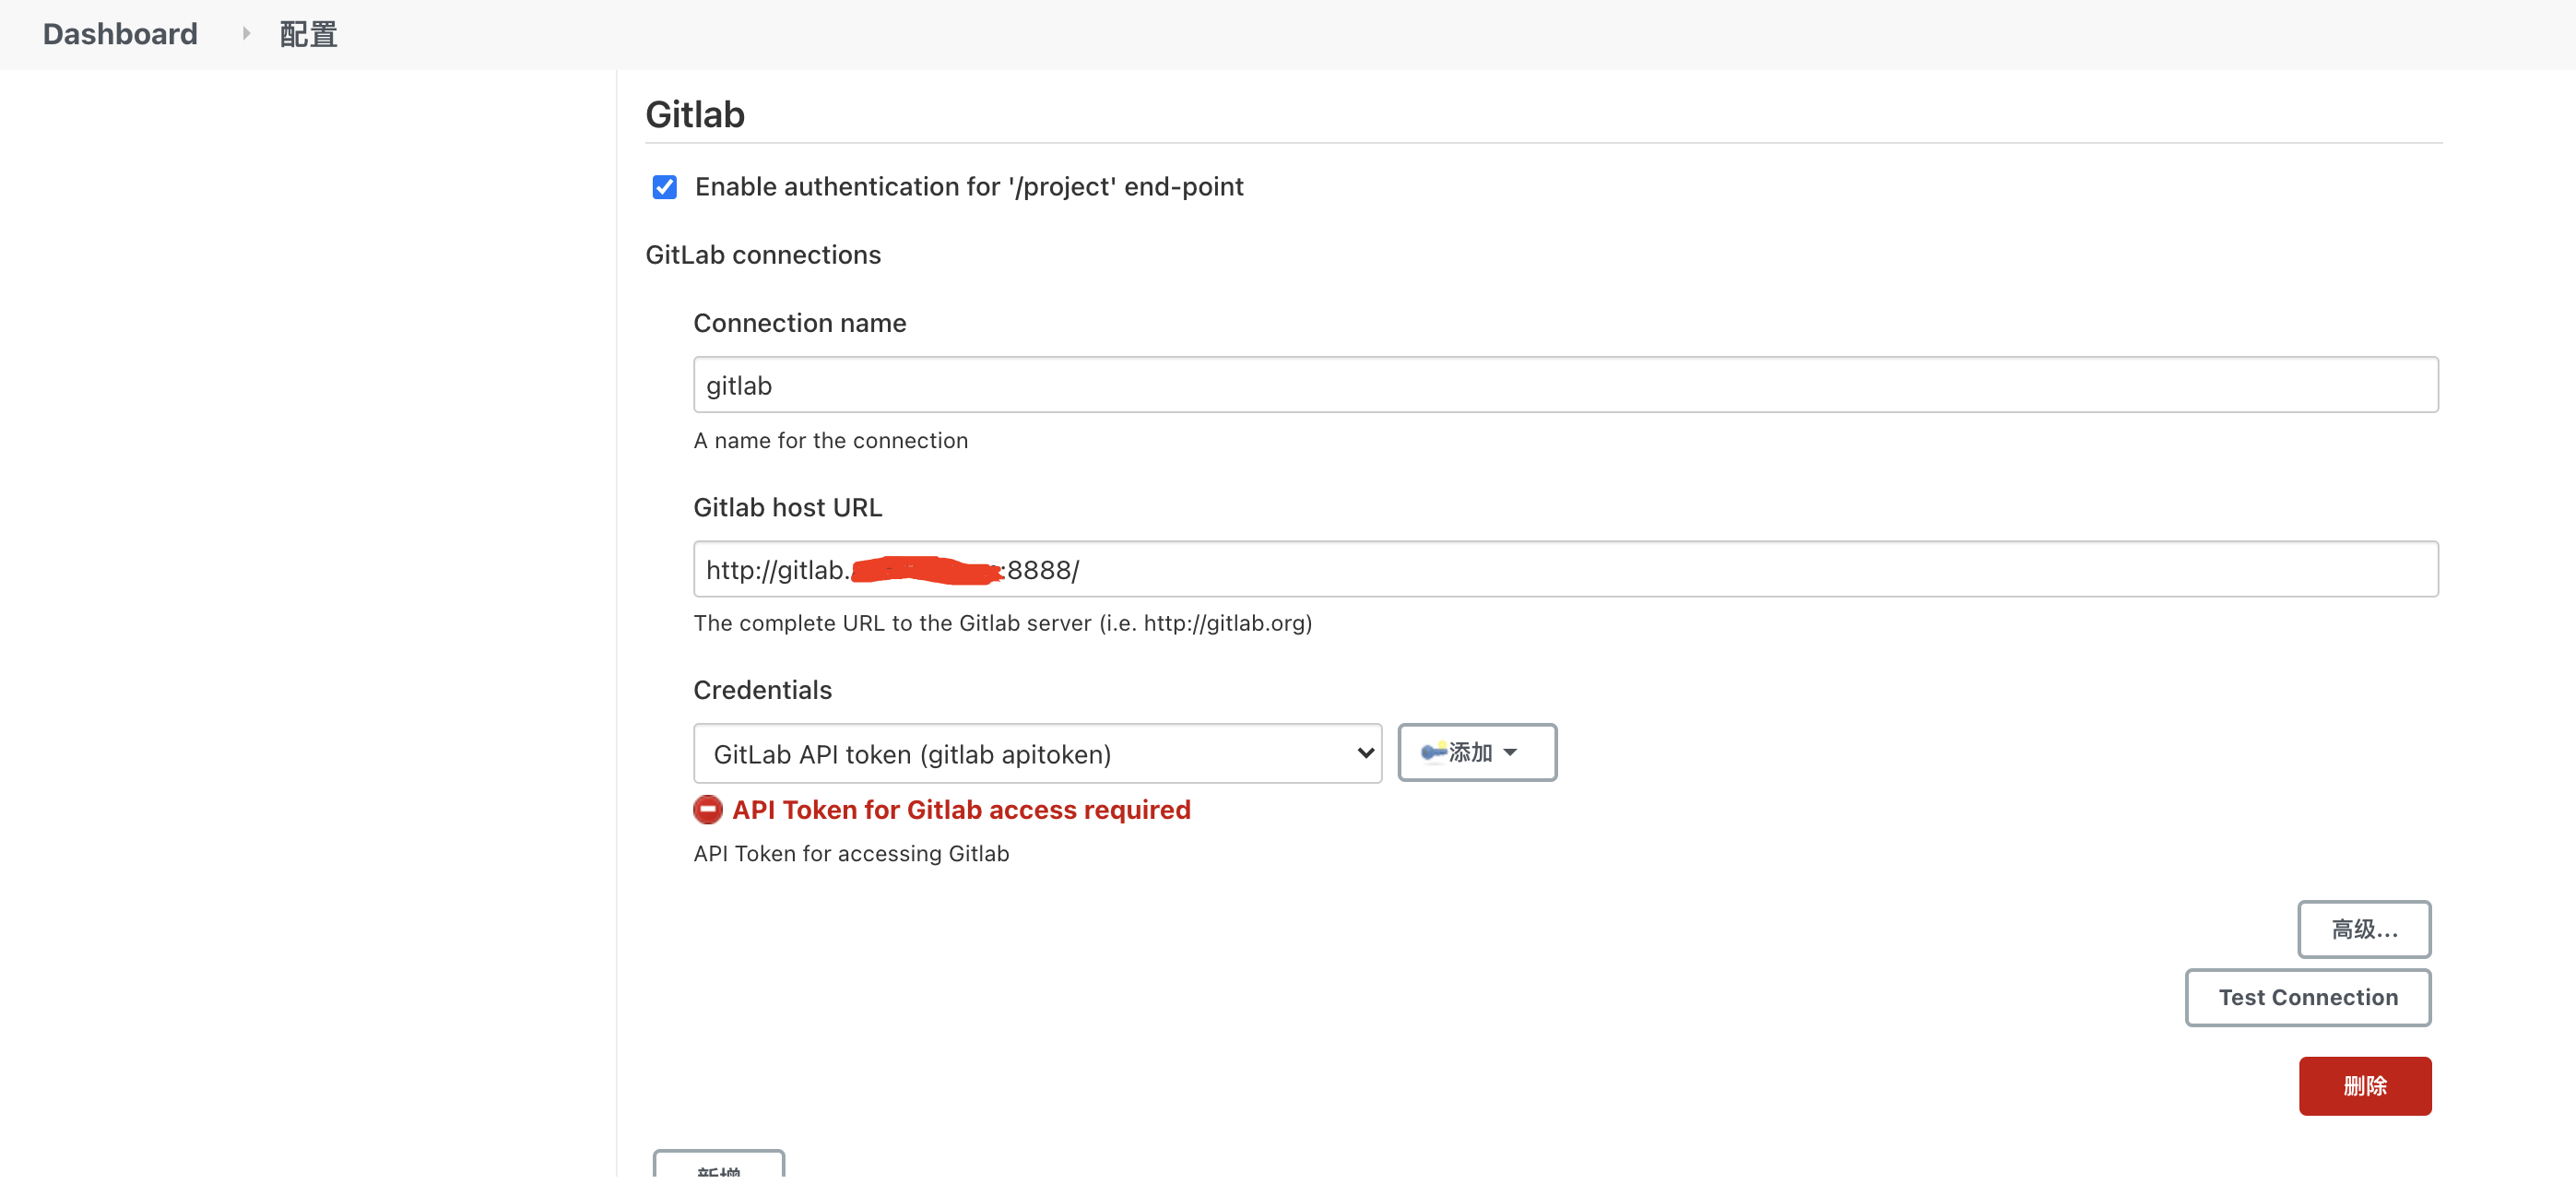 Dashboard 配置
Gitlab
Enable authentication for '/project' end-point
GitLab connections
Connection name
gitlab
A name for the connection
Gitlab host URL
http://gitlab. :8888/
The complete URL to the Gitlab server (i.e. http://gitlab.org)
Credentials
GitLab API token (gitlab apitoken)
添加
API Token for Gitlab access required
API Token for accessing Gitlab
高级...
Test Connection
删除
新增